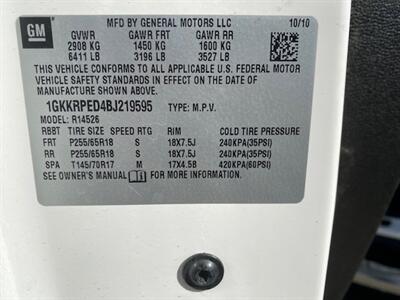 GM MFD BY GENERAL MOTORS LLC 10/10
GVWR GAWR FRT GAWR RR
2908 KG 1450 KG 1600 KG
6411 LB 3196 LB 3527 LB
THIS VEHICLE CONFORMS TO ALL APPLICABLE U.S. FEDERAL MOTOR
VEHICLE SAFETY STANDARDS IN EFFECT ON THE DATE OF
MANUFACTURE SHOWN ABOVE.
1GKKRPED4BJ219595 TYPE: M.P.V.
MODEL: R14526
RBBT TIRE SIZE SPEED RTG RIM COLD TIRE PRESSURE
FRT P255/65R18 S 18X7.5J 240KPA(35PSI)
RR P255/65R18 S 18X7.5J 240KPA(35PSI)
SPA T145/70R17 M 17X4.5B 420KPA(60PSI)
SEE OWNER'S MANUAL FOR MORE INFORMATION.